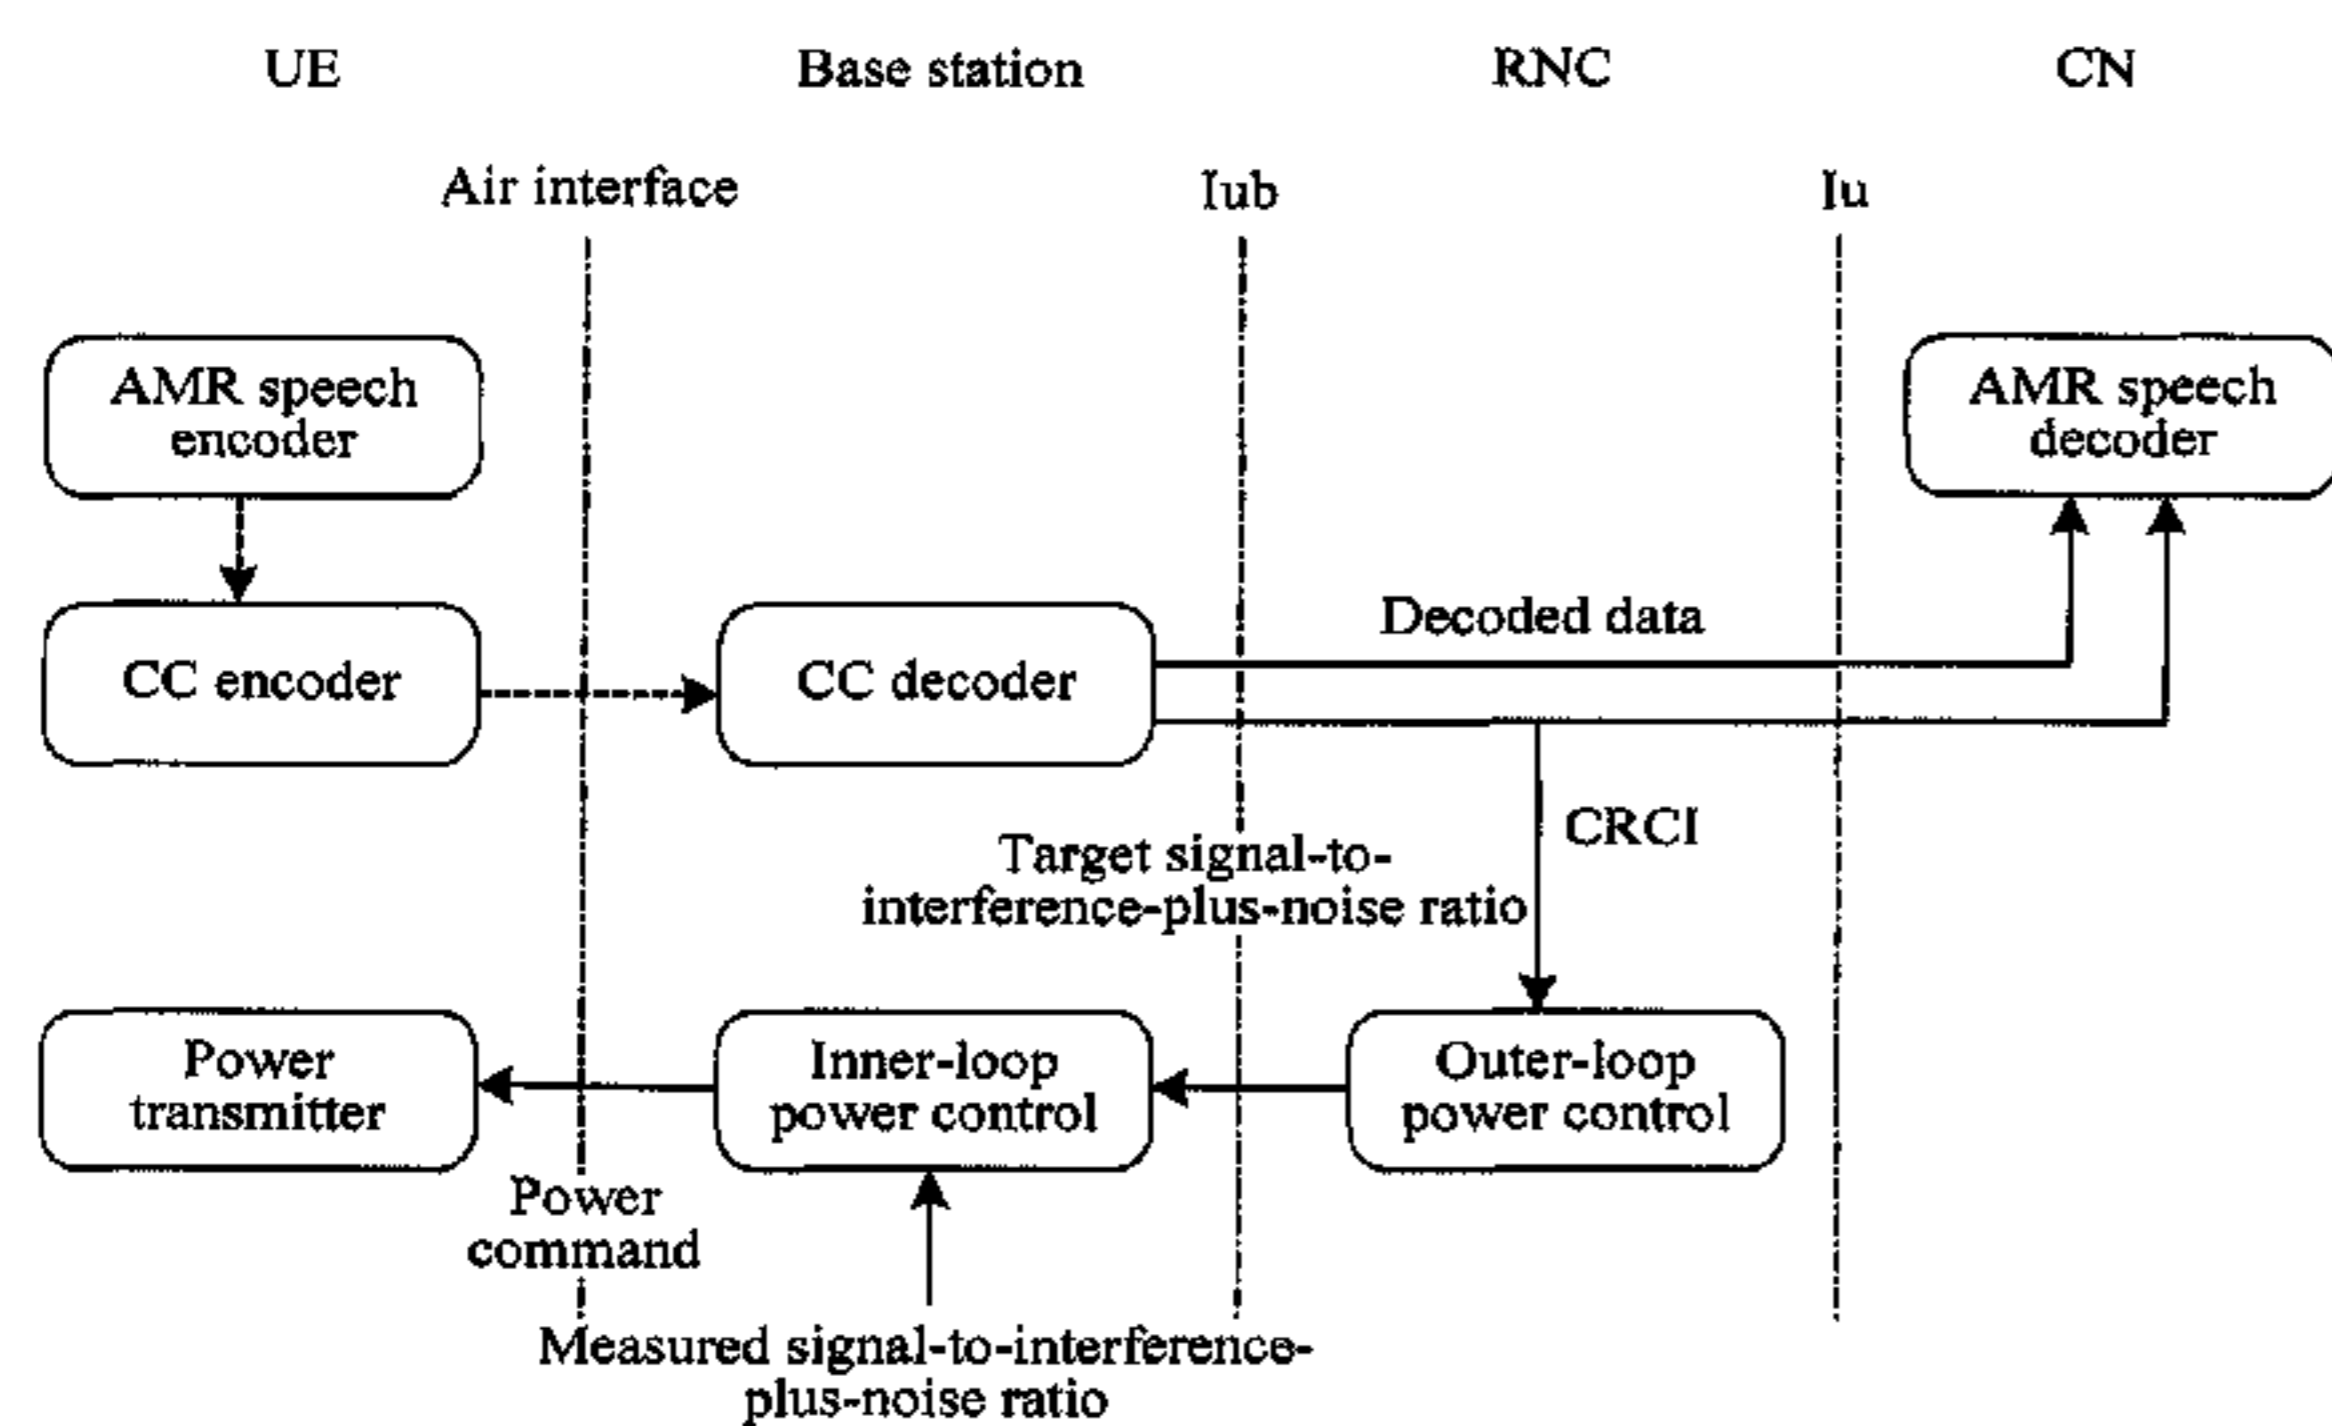 UE
Base station
RNC
CN
Air interface
Iub
Iu
AMR speech
encoder
AMR speech
decoder
CC encoder
CC decoder
Decoded data
CRCI
Target signal-to-
interference-plus-noise ratio
Power
transmitter
Inner-loop
power control
Outer-loop
power control
Power
command
Measured signal-to-interference-
plus-noise ratio